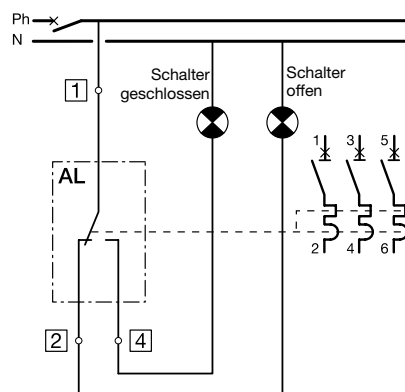 Ph
N
Schalter
geschlossen
Schalter
offen
1
1 3 5
AL
2 4 6
2 4